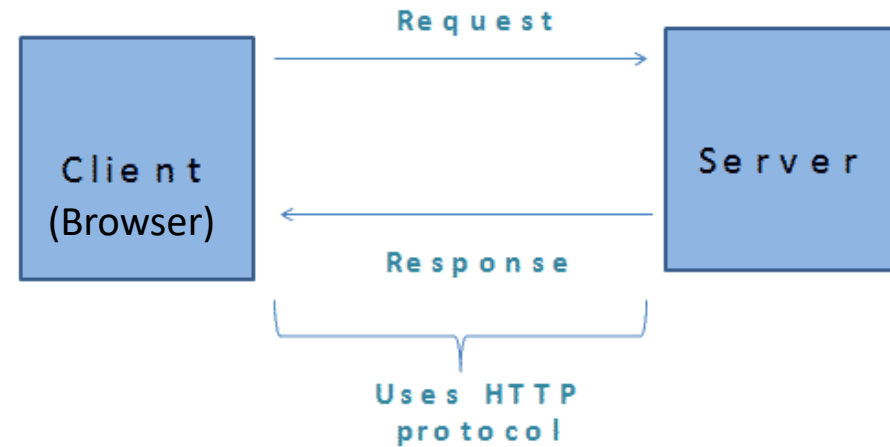 Request
Client
(Browser)
Server
Response
Uses HTTP
protocol